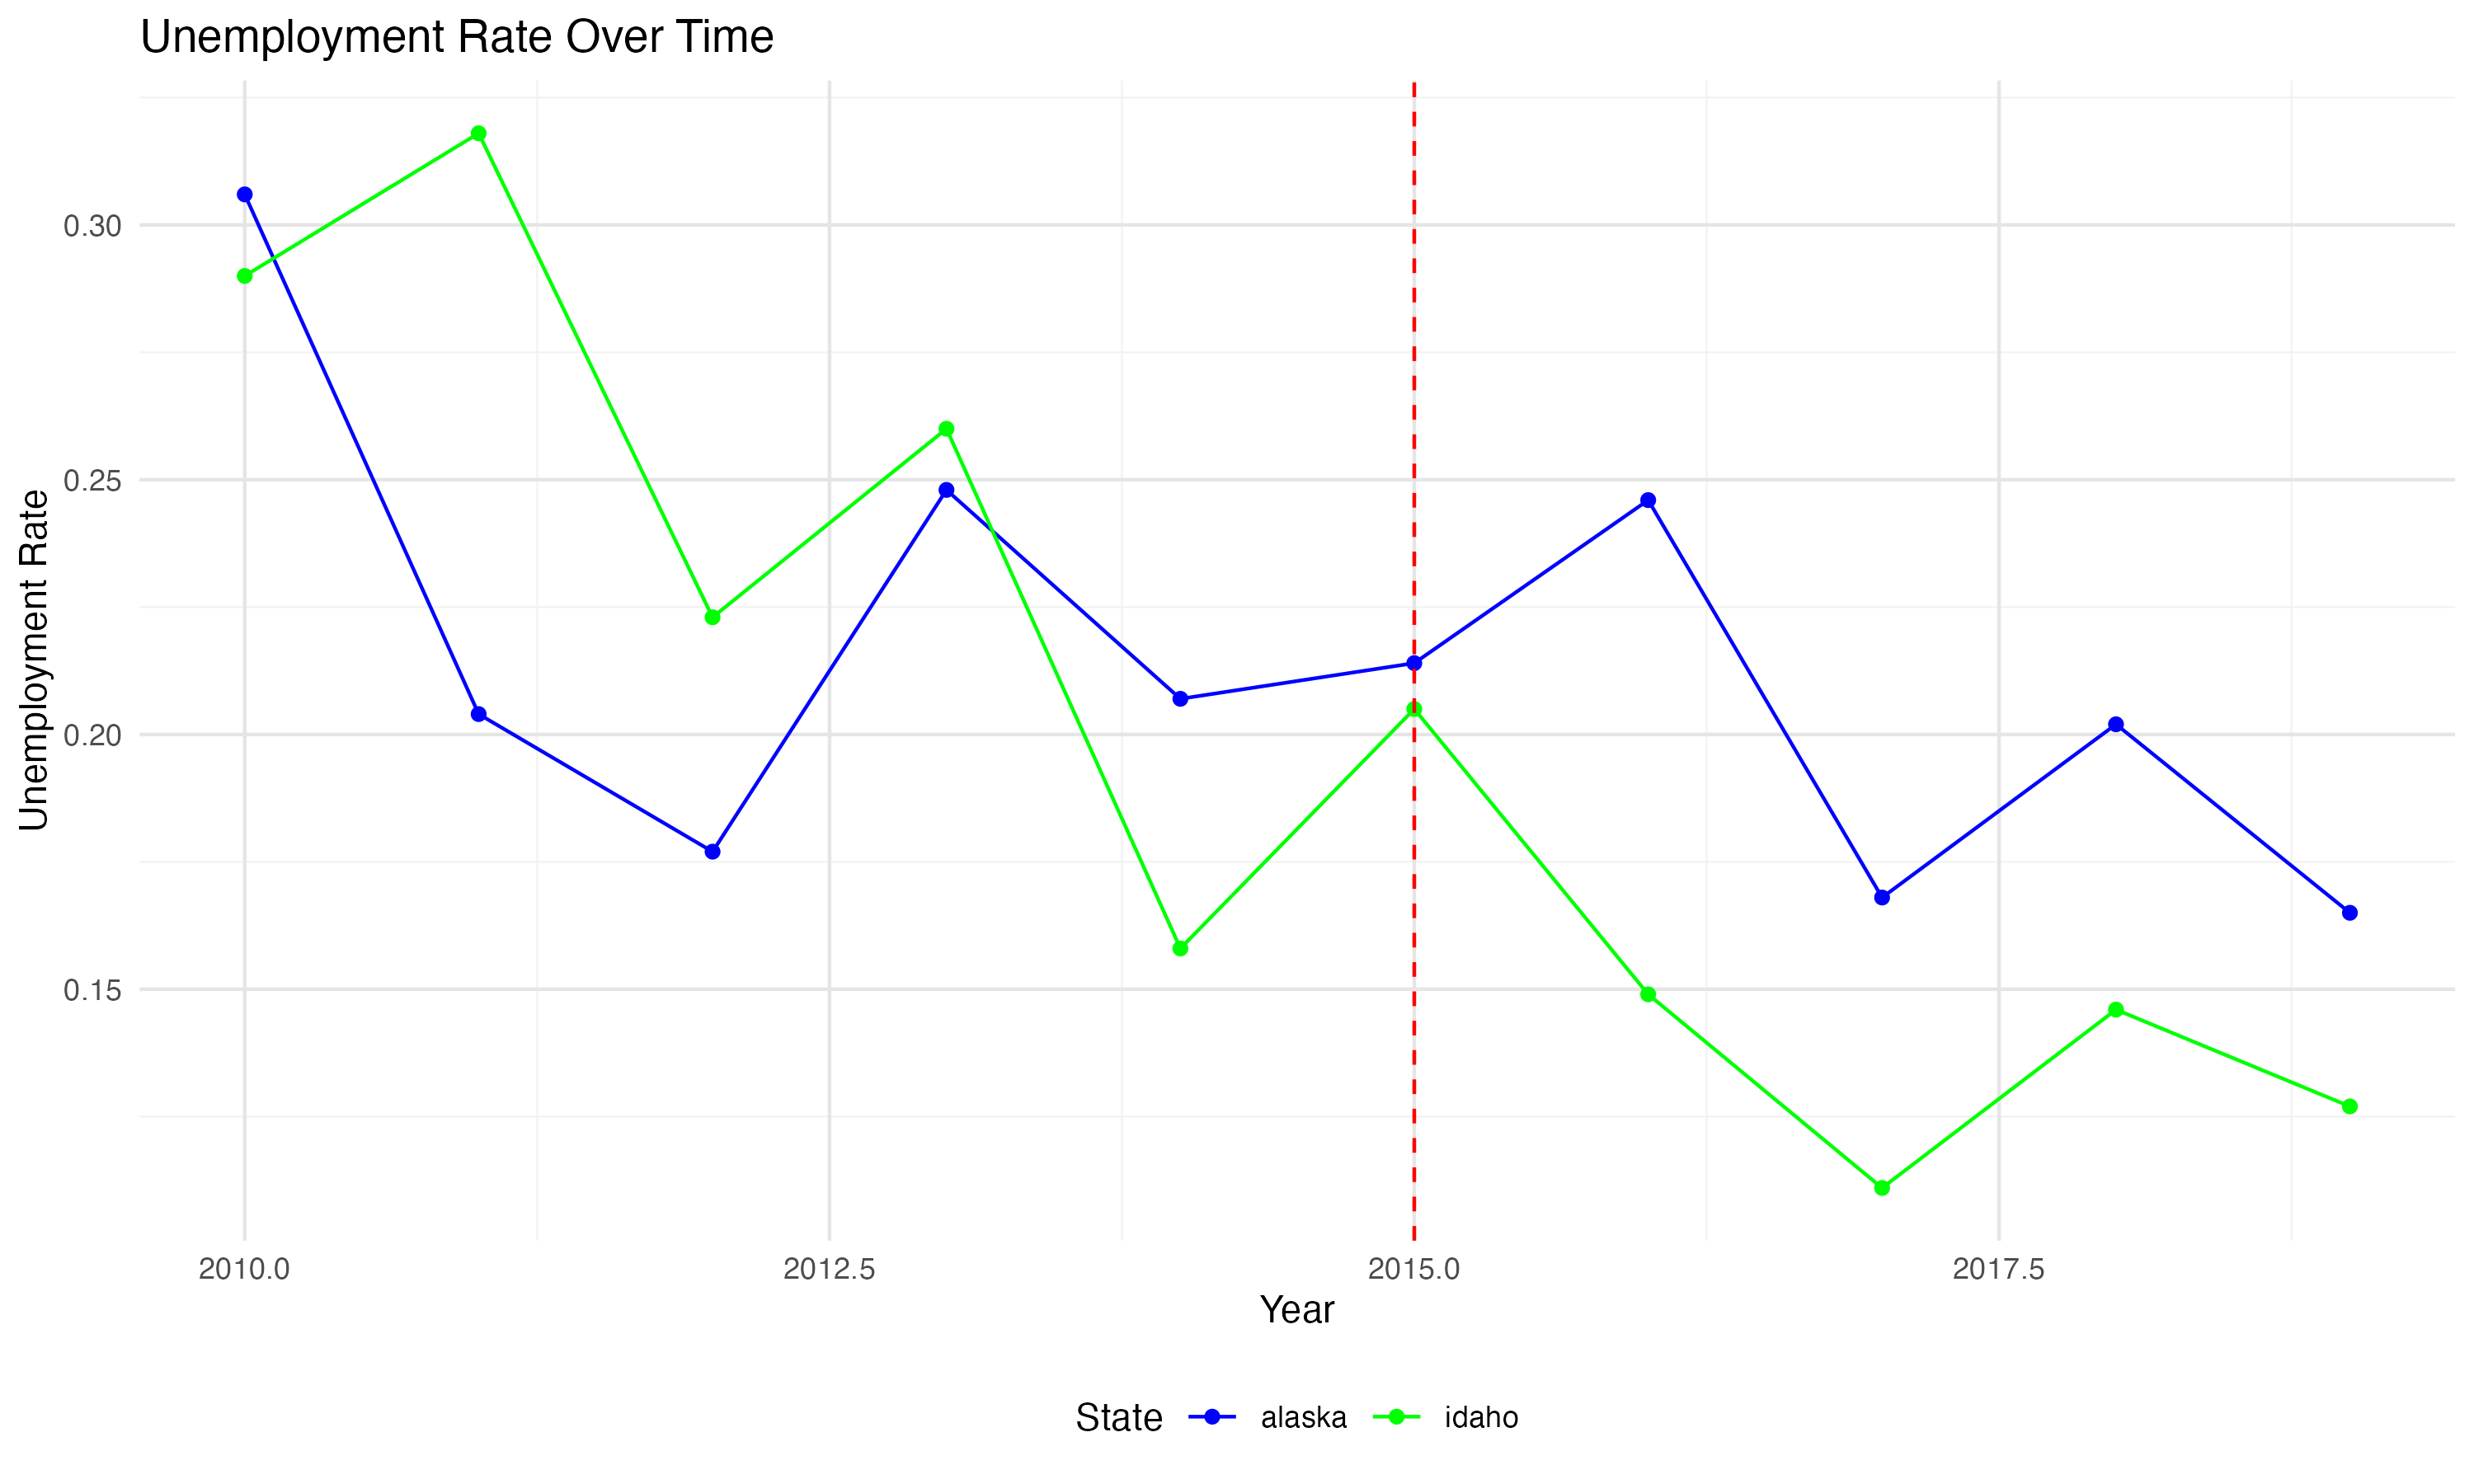 Unemployment Rate Over Time
Unemployment Rate
0.30
0.25
0.20
0.15
2010.0 2012.5 2015.0 2017.5
Year
State alaska idaho